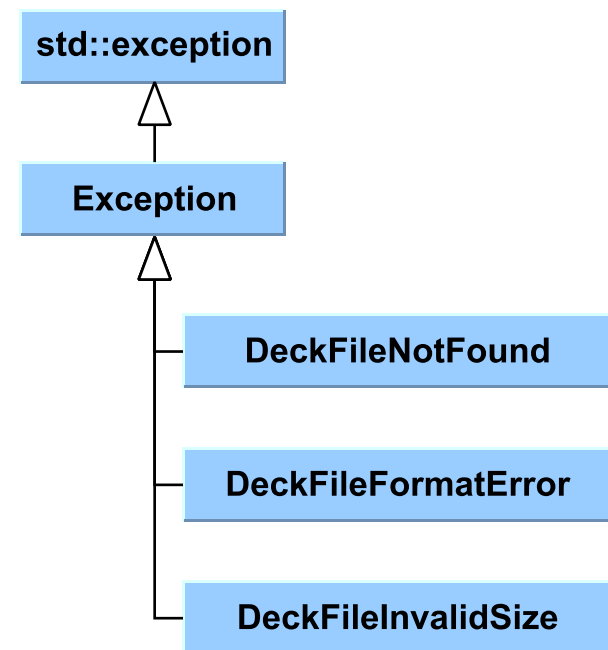 std::exception
Exception
DeckFileNotFound
DeckFileFormatError
DeckFileInvalidSize